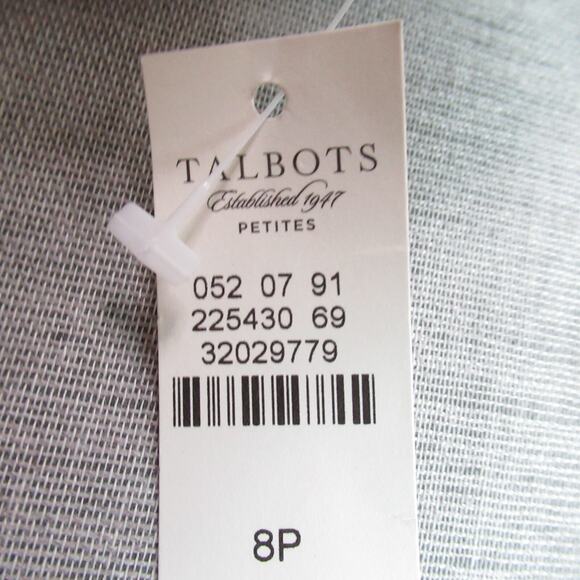 TALBOTS
Established 1947
PETITES
052 07 91
225430 69
32029779
8P